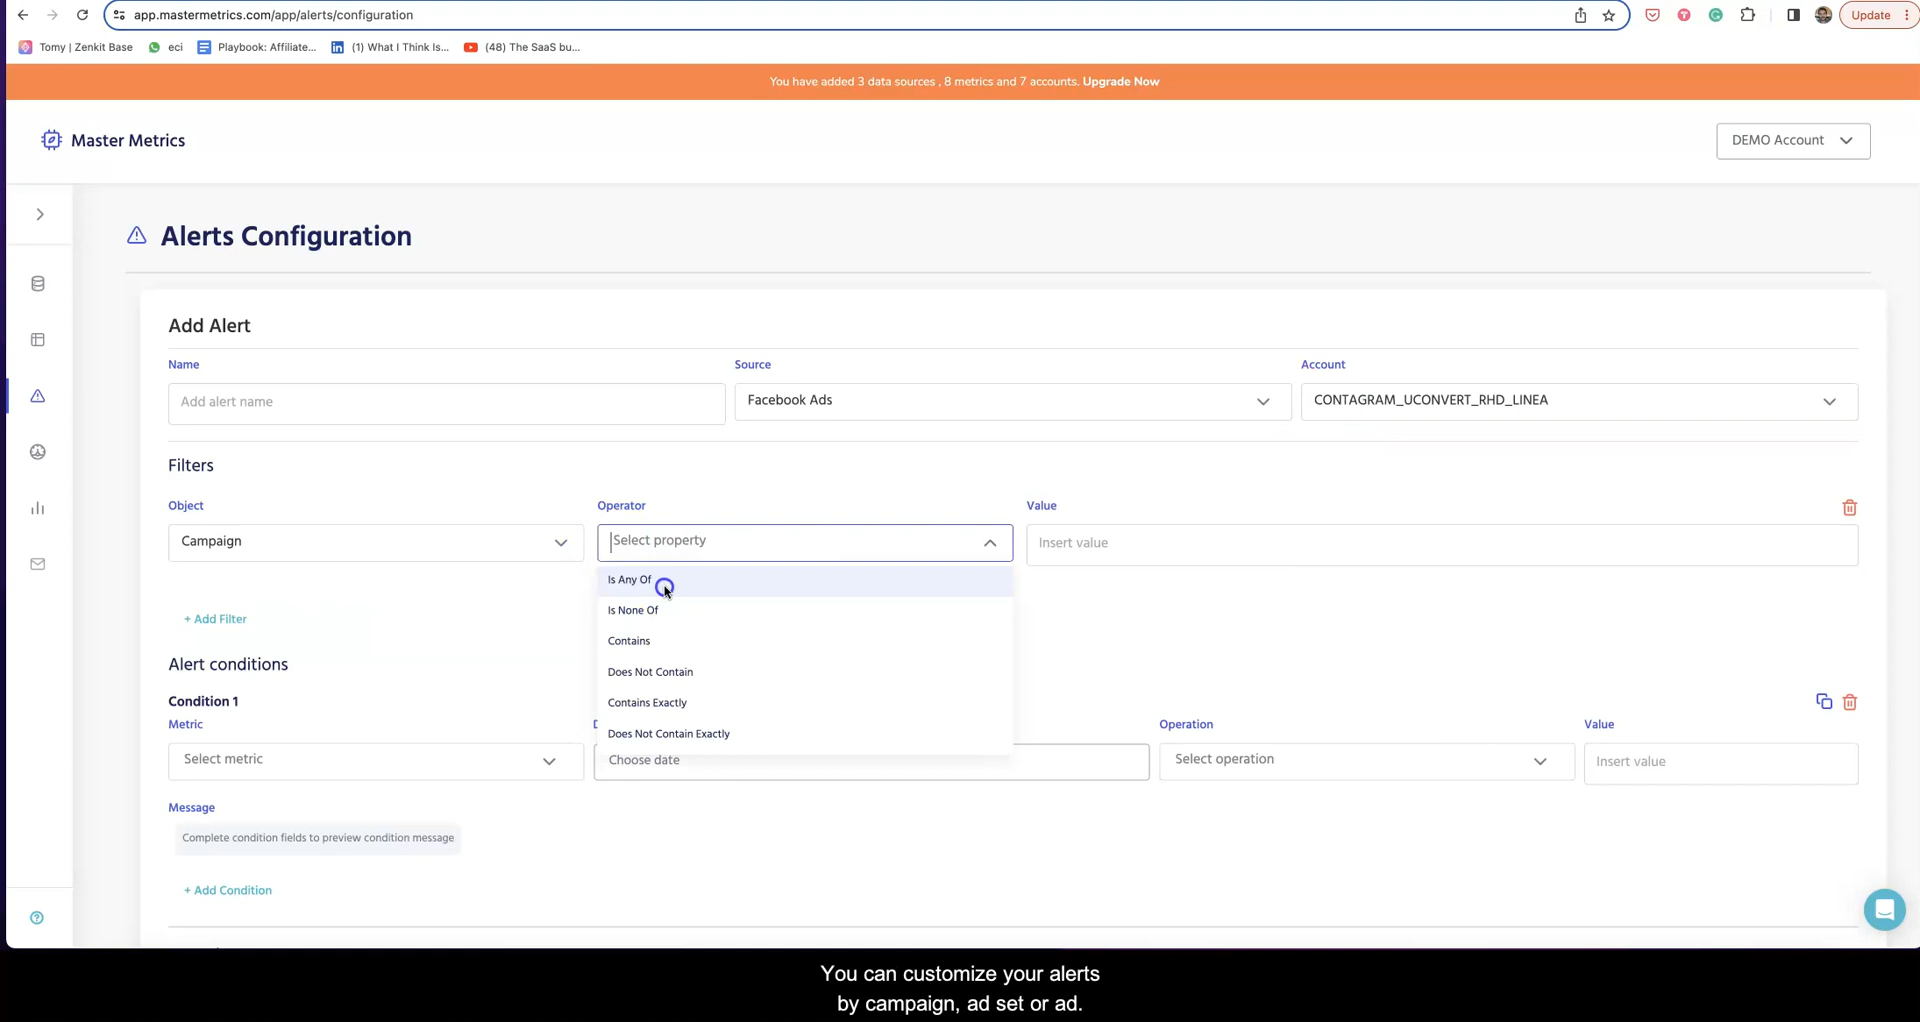 app.mastermetrics.com/app/alerts/configuration
Update
Tomy | Zenkit Base
eci
Playbook: Affiliate...
(1) What I Think Is...
(48) The SaaS bu...
You have added 3 data sources , 8 metrics and 7 accounts. Upgrade Now
Master Metrics
DEMO Account
Alerts Configuration
Add Alert
Name
Source
Account
Add alert name
Facebook Ads
CONTAGRAM_UCONVERT_RHD_LINEA
Filters
Object
Operator
Value
Campaign
Select property
Insert value
Is Any Of
Is None Of
Contains
Does Not Contain
Contains Exactly
Does Not Contain Exactly
+ Add Filter
Alert conditions
Condition 1
Metric
Operation
Value
Select metric
Choose date
Select operation
Insert value
Message
Complete condition fields to preview condition message
+ Add Condition
You can customize your alerts
by campaign, ad set or ad.